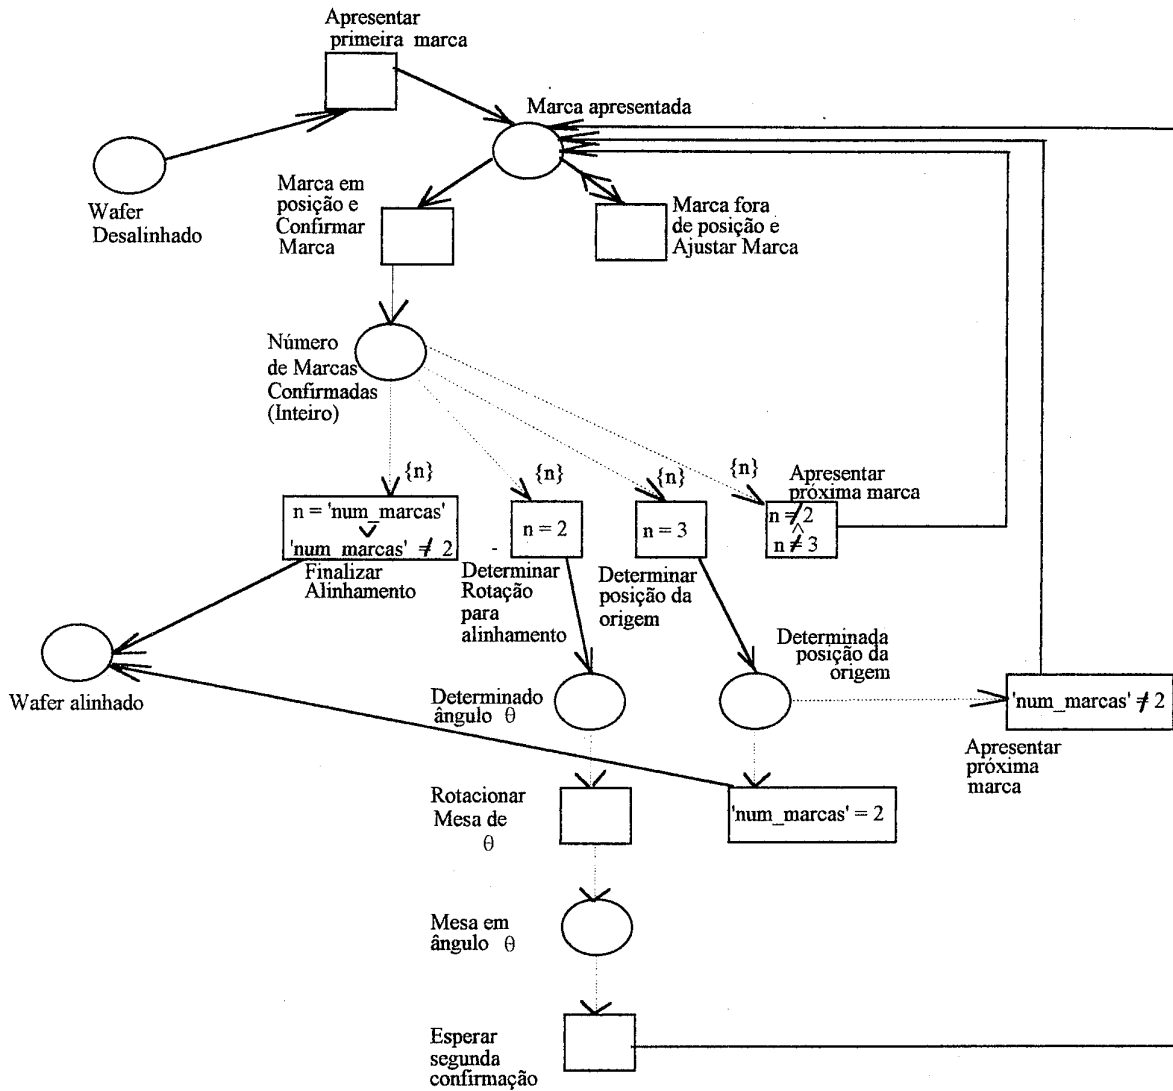 Apresentar
primeira marca
Marca apresentada
Wafer
Desalinhado
Marca em
posição e
Confirmar
Marca
Marca fora
de posição e
Ajustar Marca
Número
de Marcas
Confirmadas
(Inteiro)
{n}
{n}
{n}
{n}
Apresentar
próxima marca
n = 'num_marcas'
∨
'num_marcas' ≠ 2
n = 2
n = 3
n ≠ 2
^
n ≠ 3
Finalizar
Alinhamento
Determinar
Rotação
para
alinhamento
Determinar
posição da
origem
Wafer alinhado
Determinado
ângulo θ
Determinada
posição da
origem
'num_marcas' ≠ 2
Apresentar
próxima
marca
Rotacionar
Mesa de
θ
'num_marcas' = 2
Mesa em
ângulo θ
Esperar
segunda
confirmação